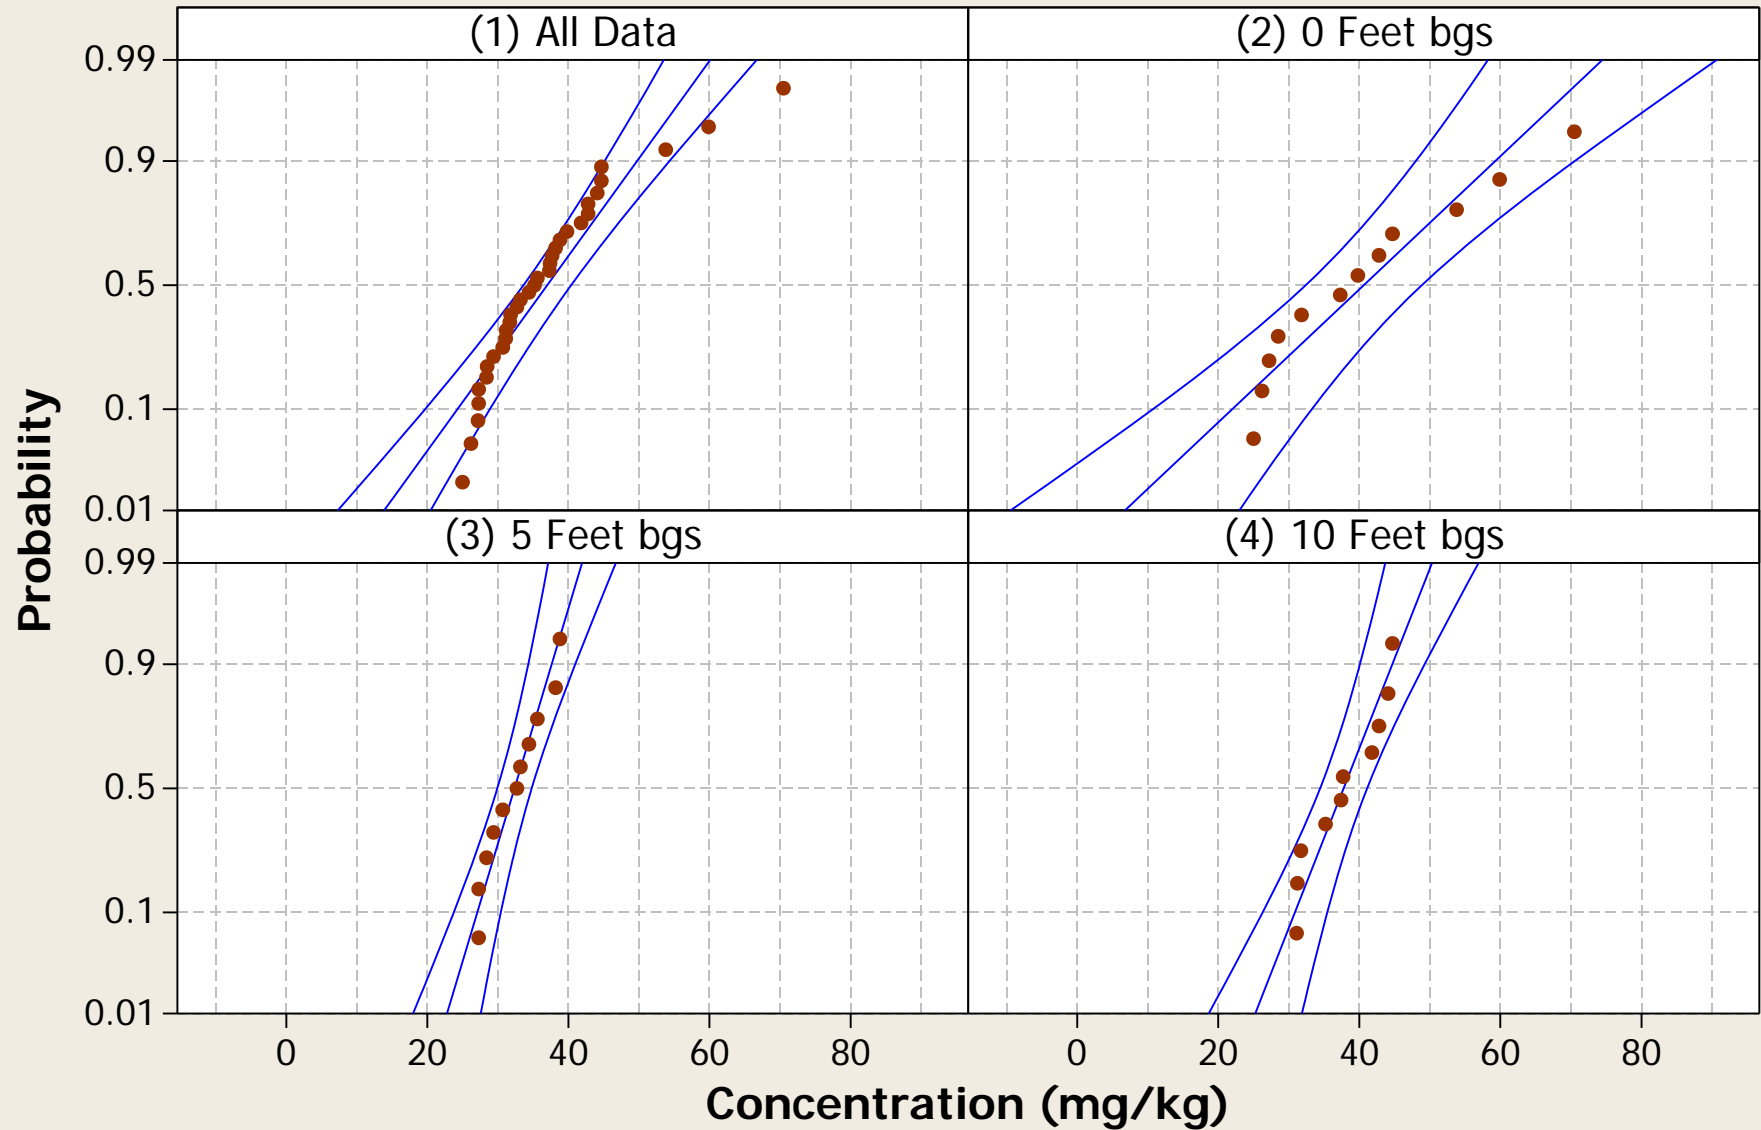 (1) All Data
(2) 0 Feet bgs
0.99
0.9
0.5
0.1
0.01
(3) 5 Feet bgs
(4) 10 Feet bgs
0.99
0.9
0.5
0.1
0.01
Probability
0 20 40 60 80
0 20 40 60 80
Concentration (mg/kg)